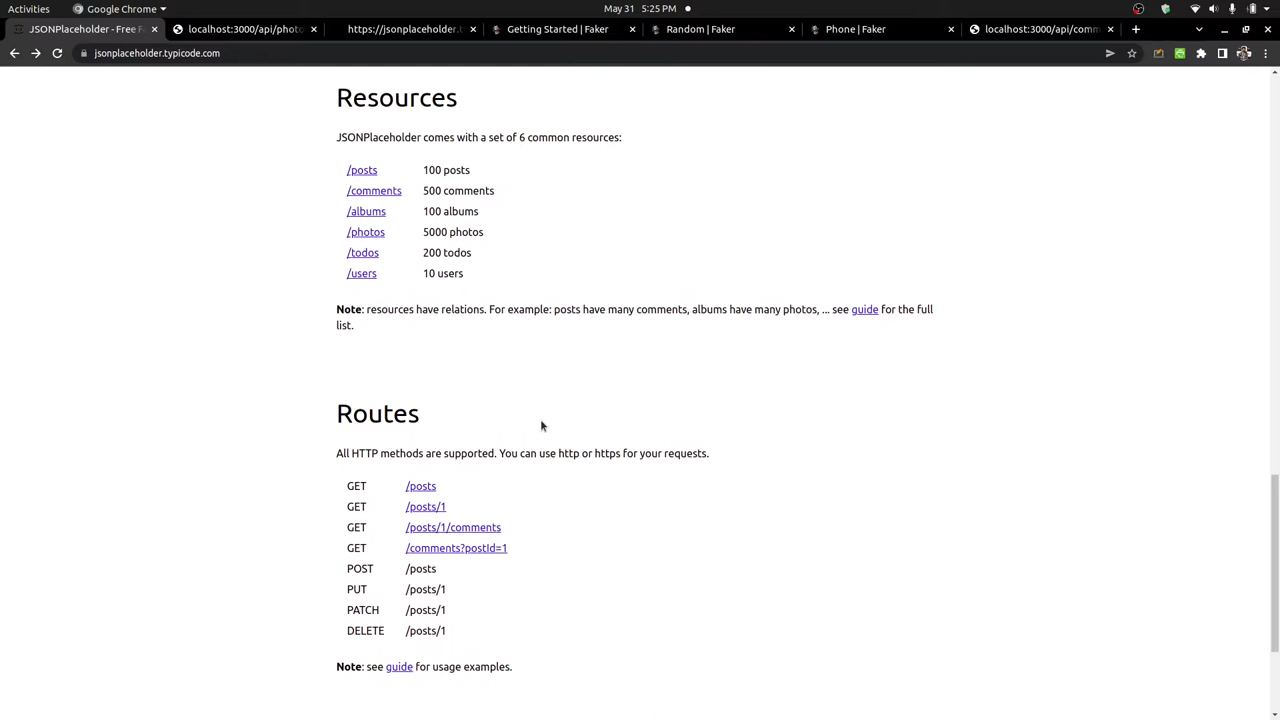 Activities
Google Chrome
May 31 5:25 PM
JSONPlaceholder - Free F
localhost:3000/api/photo
https://jsonplaceholder.t
Getting Started | Faker
Random | Faker
Phone | Faker
localhost:3000/api/comm
jsonplaceholder.typicode.com
Resources
JSONPlaceholder comes with a set of 6 common resources:
/posts 100 posts
/comments 500 comments
/albums 100 albums
/photos 5000 photos
/todos 200 todos
/users 10 users
Note: resources have relations. For example: posts have many comments, albums have many photos, ... see guide for the full
list.
Routes
All HTTP methods are supported. You can use http or https for your requests.
GET /posts
GET /posts/1
GET /posts/1/comments
GET /comments?postId=1
POST /posts
PUT /posts/1
PATCH /posts/1
DELETE /posts/1
Note: see guide for usage examples.